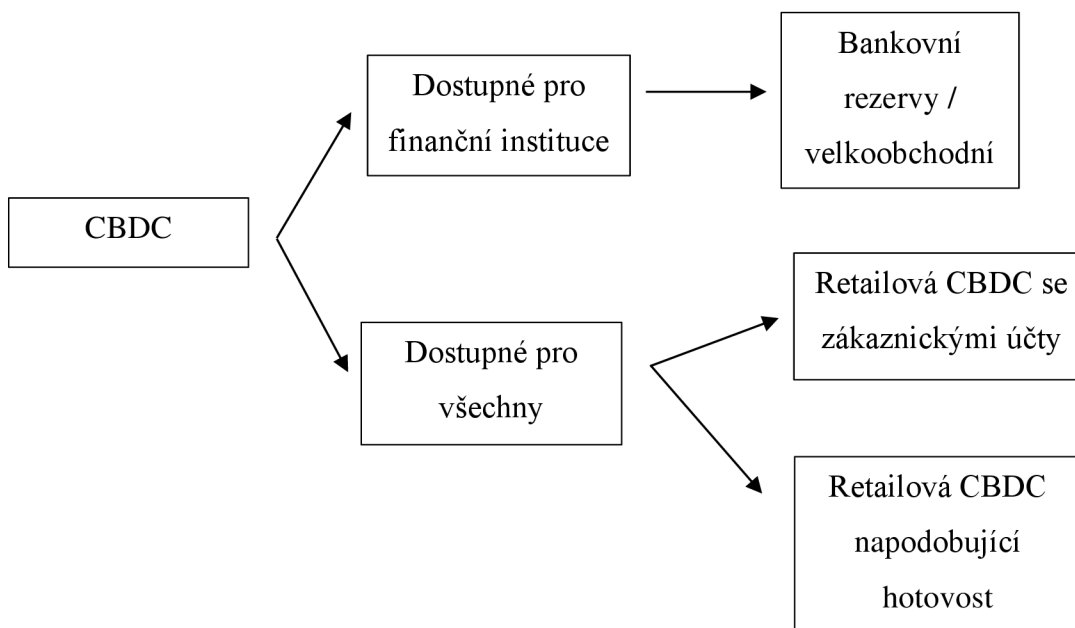 CBDC
Dostupné pro
finanční instituce
Bankovní
rezervy /
velkoobchodní
Dostupné pro
všechny
Retailová CBDC se
zákaznickými účty
Retailová CBDC
napodobující
hotovost